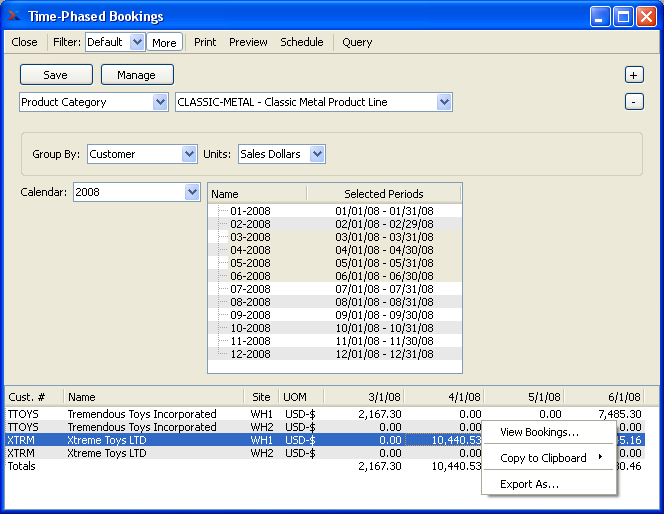 Time-Phased Bookings
Close Filter: Default More Print Preview Schedule Query
Save Manage +
Product Category CLASSIC-METAL - Classic Metal Product Line -
Group By: Customer Units: Sales Dollars
Calendar: 2008
Name Selected Periods
01-2008 01/01/08 - 01/31/08
02-2008 02/01/08 - 02/29/08
03-2008 03/01/08 - 03/31/08
04-2008 04/01/08 - 04/30/08
05-2008 05/01/08 - 05/31/08
06-2008 06/01/08 - 06/30/08
07-2008 07/01/08 - 07/31/08
08-2008 08/01/08 - 08/31/08
09-2008 09/01/08 - 09/30/08
10-2008 10/01/08 - 10/31/08
11-2008 11/01/08 - 11/30/08
12-2008 12/01/08 - 12/31/08
Cust. # Name Site UOM 3/1/08 4/1/08 5/1/08 6/1/08
TTOYS Tremendous Toys Incorporated WH1 USD-$ 2,167.30 0.00 0.00 7,485.30
TTOYS Tremendous Toys Incorporated WH2 USD-$ 0.00 0.00 0.00
XTRM Xtreme Toys LTD WH1 USD-$ 0.00 10,440.53
XTRM Xtreme Toys LTD WH2 USD-$ 0.00 0.00 0.00
Totals 2,167.30 10,440.53
View Bookings...
Copy to Clipboard
Export As...